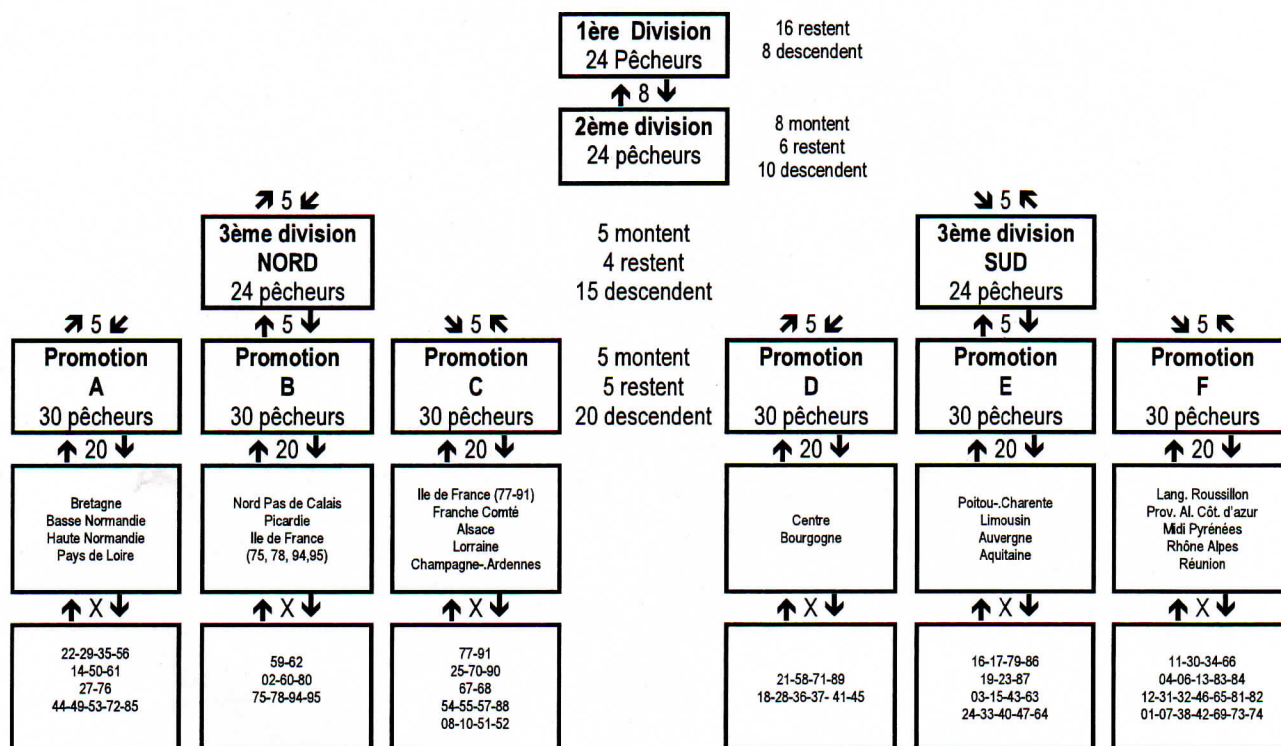 1ère Division
24 Pêcheurs
16 restent
8 descendent
8
2ème division
24 pêcheurs
8 montent
6 restent
10 descendent
5
5
3ème division
NORD
24 pêcheurs
5 montent
4 restent
15 descendent
3ème division
SUD
24 pêcheurs
5
5
5
5
5
5
Promotion
A
30 pêcheurs
Promotion
B
30 pêcheurs
Promotion
C
30 pêcheurs
5 montent
5 restent
20 descendent
Promotion
D
30 pêcheurs
Promotion
E
30 pêcheurs
Promotion
F
30 pêcheurs
20
20
20
20
20
20
Bretagne
Basse Normandie
Haute Normandie
Pays de Loire
Nord Pas de Calais
Picardie
Ile de France
(75, 78, 94,95)
Ile de France (77-91)
Franche Comté
Alsace
Lorraine
Champagne-.Ardennes
Centre
Bourgogne
Poitou-.Charente
Limousin
Auvergne
Aquitaine
Lang. Roussillon
Prov. Al. Côt. d'azur
Midi Pyrénées
Rhône Alpes
Réunion
X
X
X
X
X
X
22-29-35-56
14-50-61
27-76
44-49-53-72-85
59-62
02-60-80
75-78-94-95
77-91
25-70-90
67-68
54-55-57-88
08-10-51-52
21-58-71-89
18-28-36-37- 41-45
16-17-79-86
19-23-87
03-15-43-63
24-33-40-47-64
11-30-34-66
04-06-13-83-84
12-31-32-46-65-81-82
01-07-38-42-69-73-74